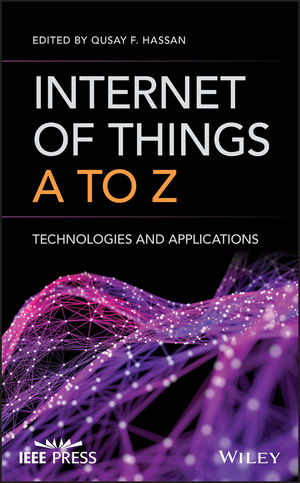 EDITED BY QUSAY F. HASSAN
INTERNET
OF THINGS
A TO Z
TECHNOLOGIES AND APPLICATIONS
IEEE PRESS
WILEY